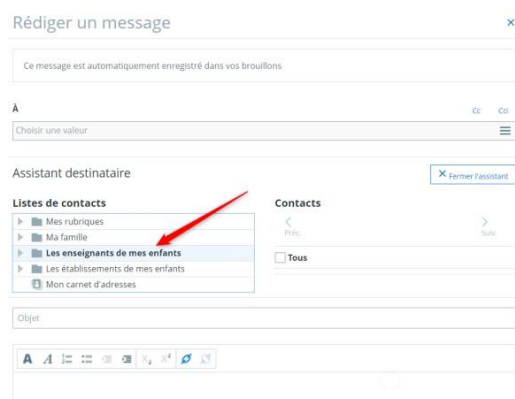 Rédiger un message
×
Ce message est automatiquement enregistré dans vos brouillons
À Cc Cci
Choisir une valeur
Assistant destinataire × Fermer l'assistant
Listes de contacts Contacts
Mes rubriques
Préc. Suiv.
Ma famille
Les enseignants de mes enfants Tous
Les établissements de mes enfants
Mon carnet d'adresses
Objet
A A X₂ X²